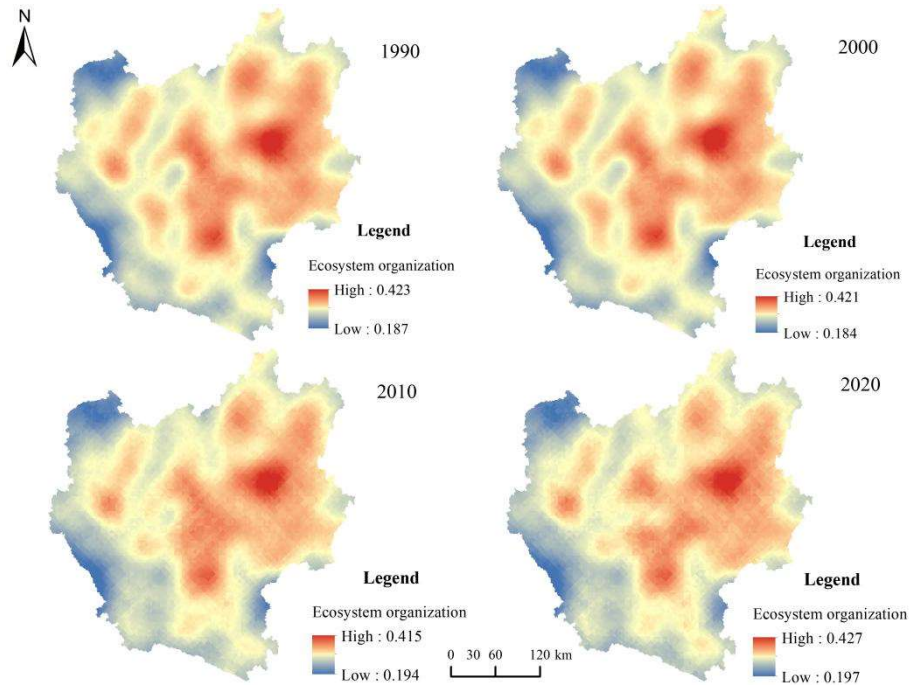 N
1990
Legend
Ecosystem organization
High : 0.423
Low : 0.187
2000
Legend
Ecosystem organization
High : 0.421
Low : 0.184
2010
Legend
Ecosystem organization
High : 0.415
Low : 0.194
0 30 60 120 km
2020
Legend
Ecosystem organization
High : 0.427
Low : 0.197